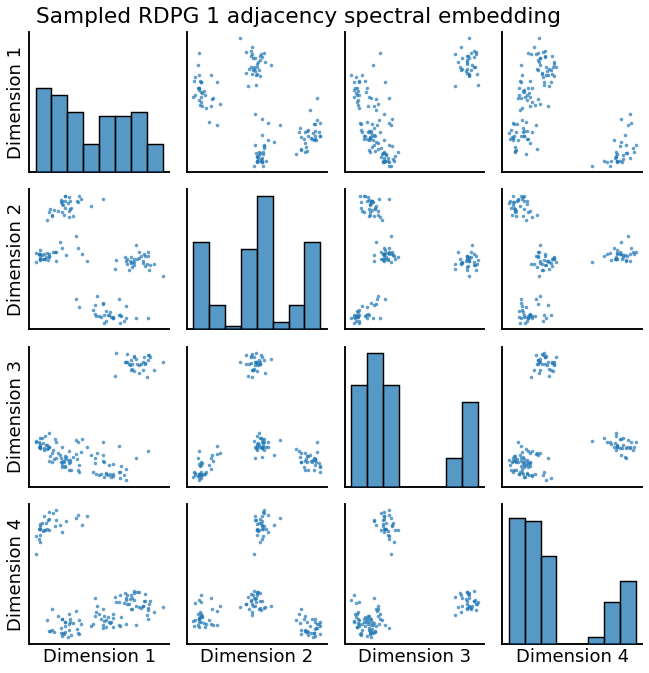 Sampled RDPG 1 adjacency spectral embedding
Dimension 1
Dimension 2
Dimension 3
Dimension 4
Dimension 1 Dimension 2 Dimension 3 Dimension 4